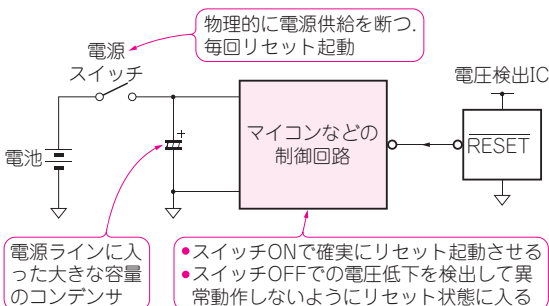 物理的に電源供給を断つ.
毎回リセット起動
電源
スイッチ
電圧検出IC
+
マイコンなどの
制御回路
RESET
電池
電源ラインに入
った大きな容量
のコンデンサ
•スイッチONで確実にリセット起動させる
•スイッチOFFでの電圧低下を検出して異
常動作しないようにリセット状態に入る